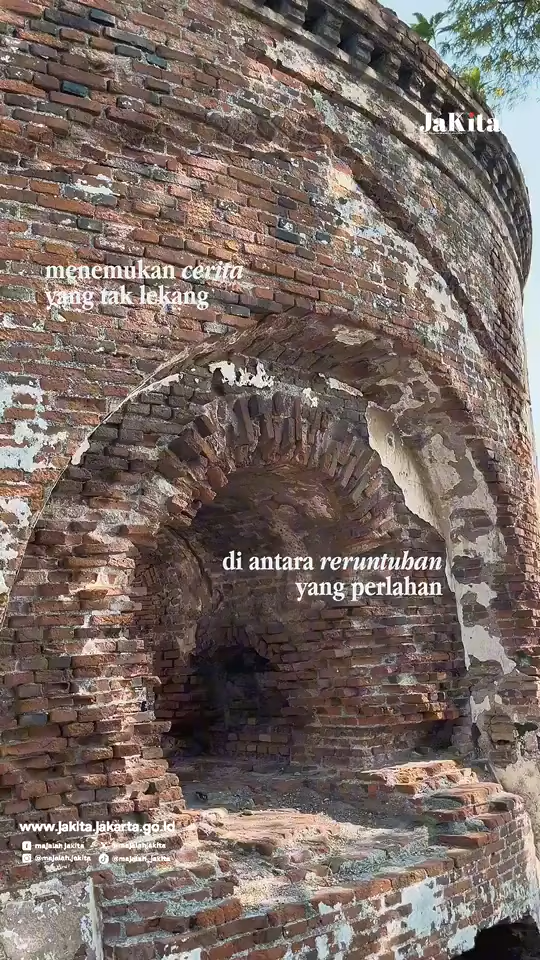 JaKita
menemukan cerita
yang tak lekang
di antara reruntuhan
yang perlahan
www.jakita.jakarta.go.id
majalah.jakita
majalah_jakita
@majalah.jakita
@majalah_jakita